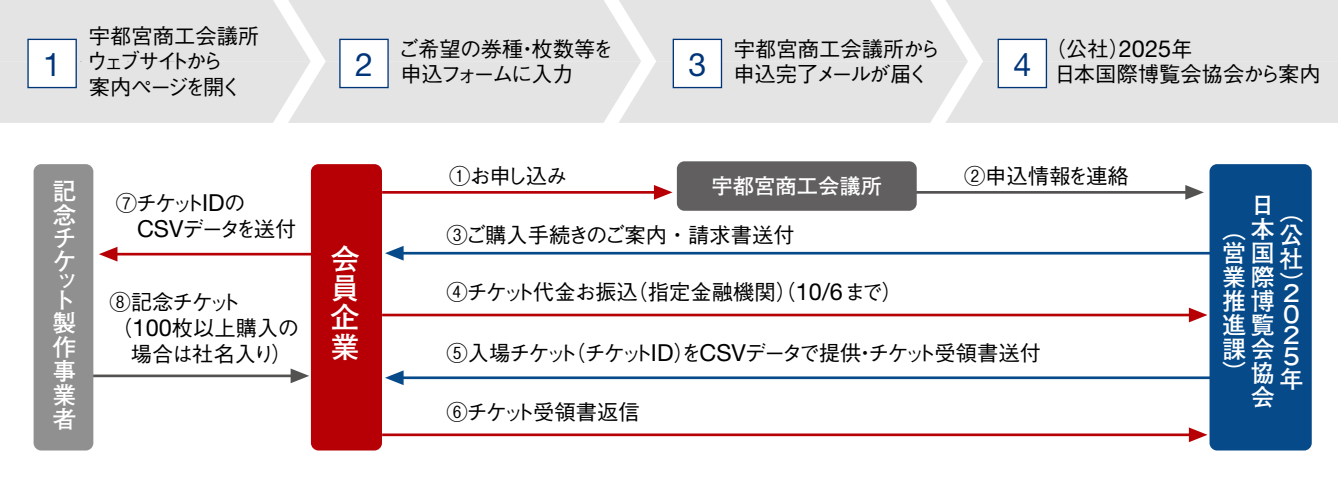 1
宇都宮商工会議所
ウェブサイトから
案内ページを開く
2
ご希望の券種・枚数等を
申込フォームに入力
3
宇都宮商工会議所から
申込完了メールが届く
4
(公社)2025年
日本国際博覧会協会から案内
記念チケット製作事業者
⑦チケットIDの
CSVデータを送付
⑧記念チケット
(100枚以上購入の
場合は社名入り)
会員企業
①お申し込み
宇都宮商工会議所
②申込情報を連絡
③ご購入手続きのご案内・請求書送付
④チケット代金お振込(指定金融機関)(10/6まで)
⑤入場チケット(チケットID)をCSVデータで提供・チケット受領書送付
⑥チケット受領書返信
(公社)2025年
日本国際博覧会協会
(営業推進課)